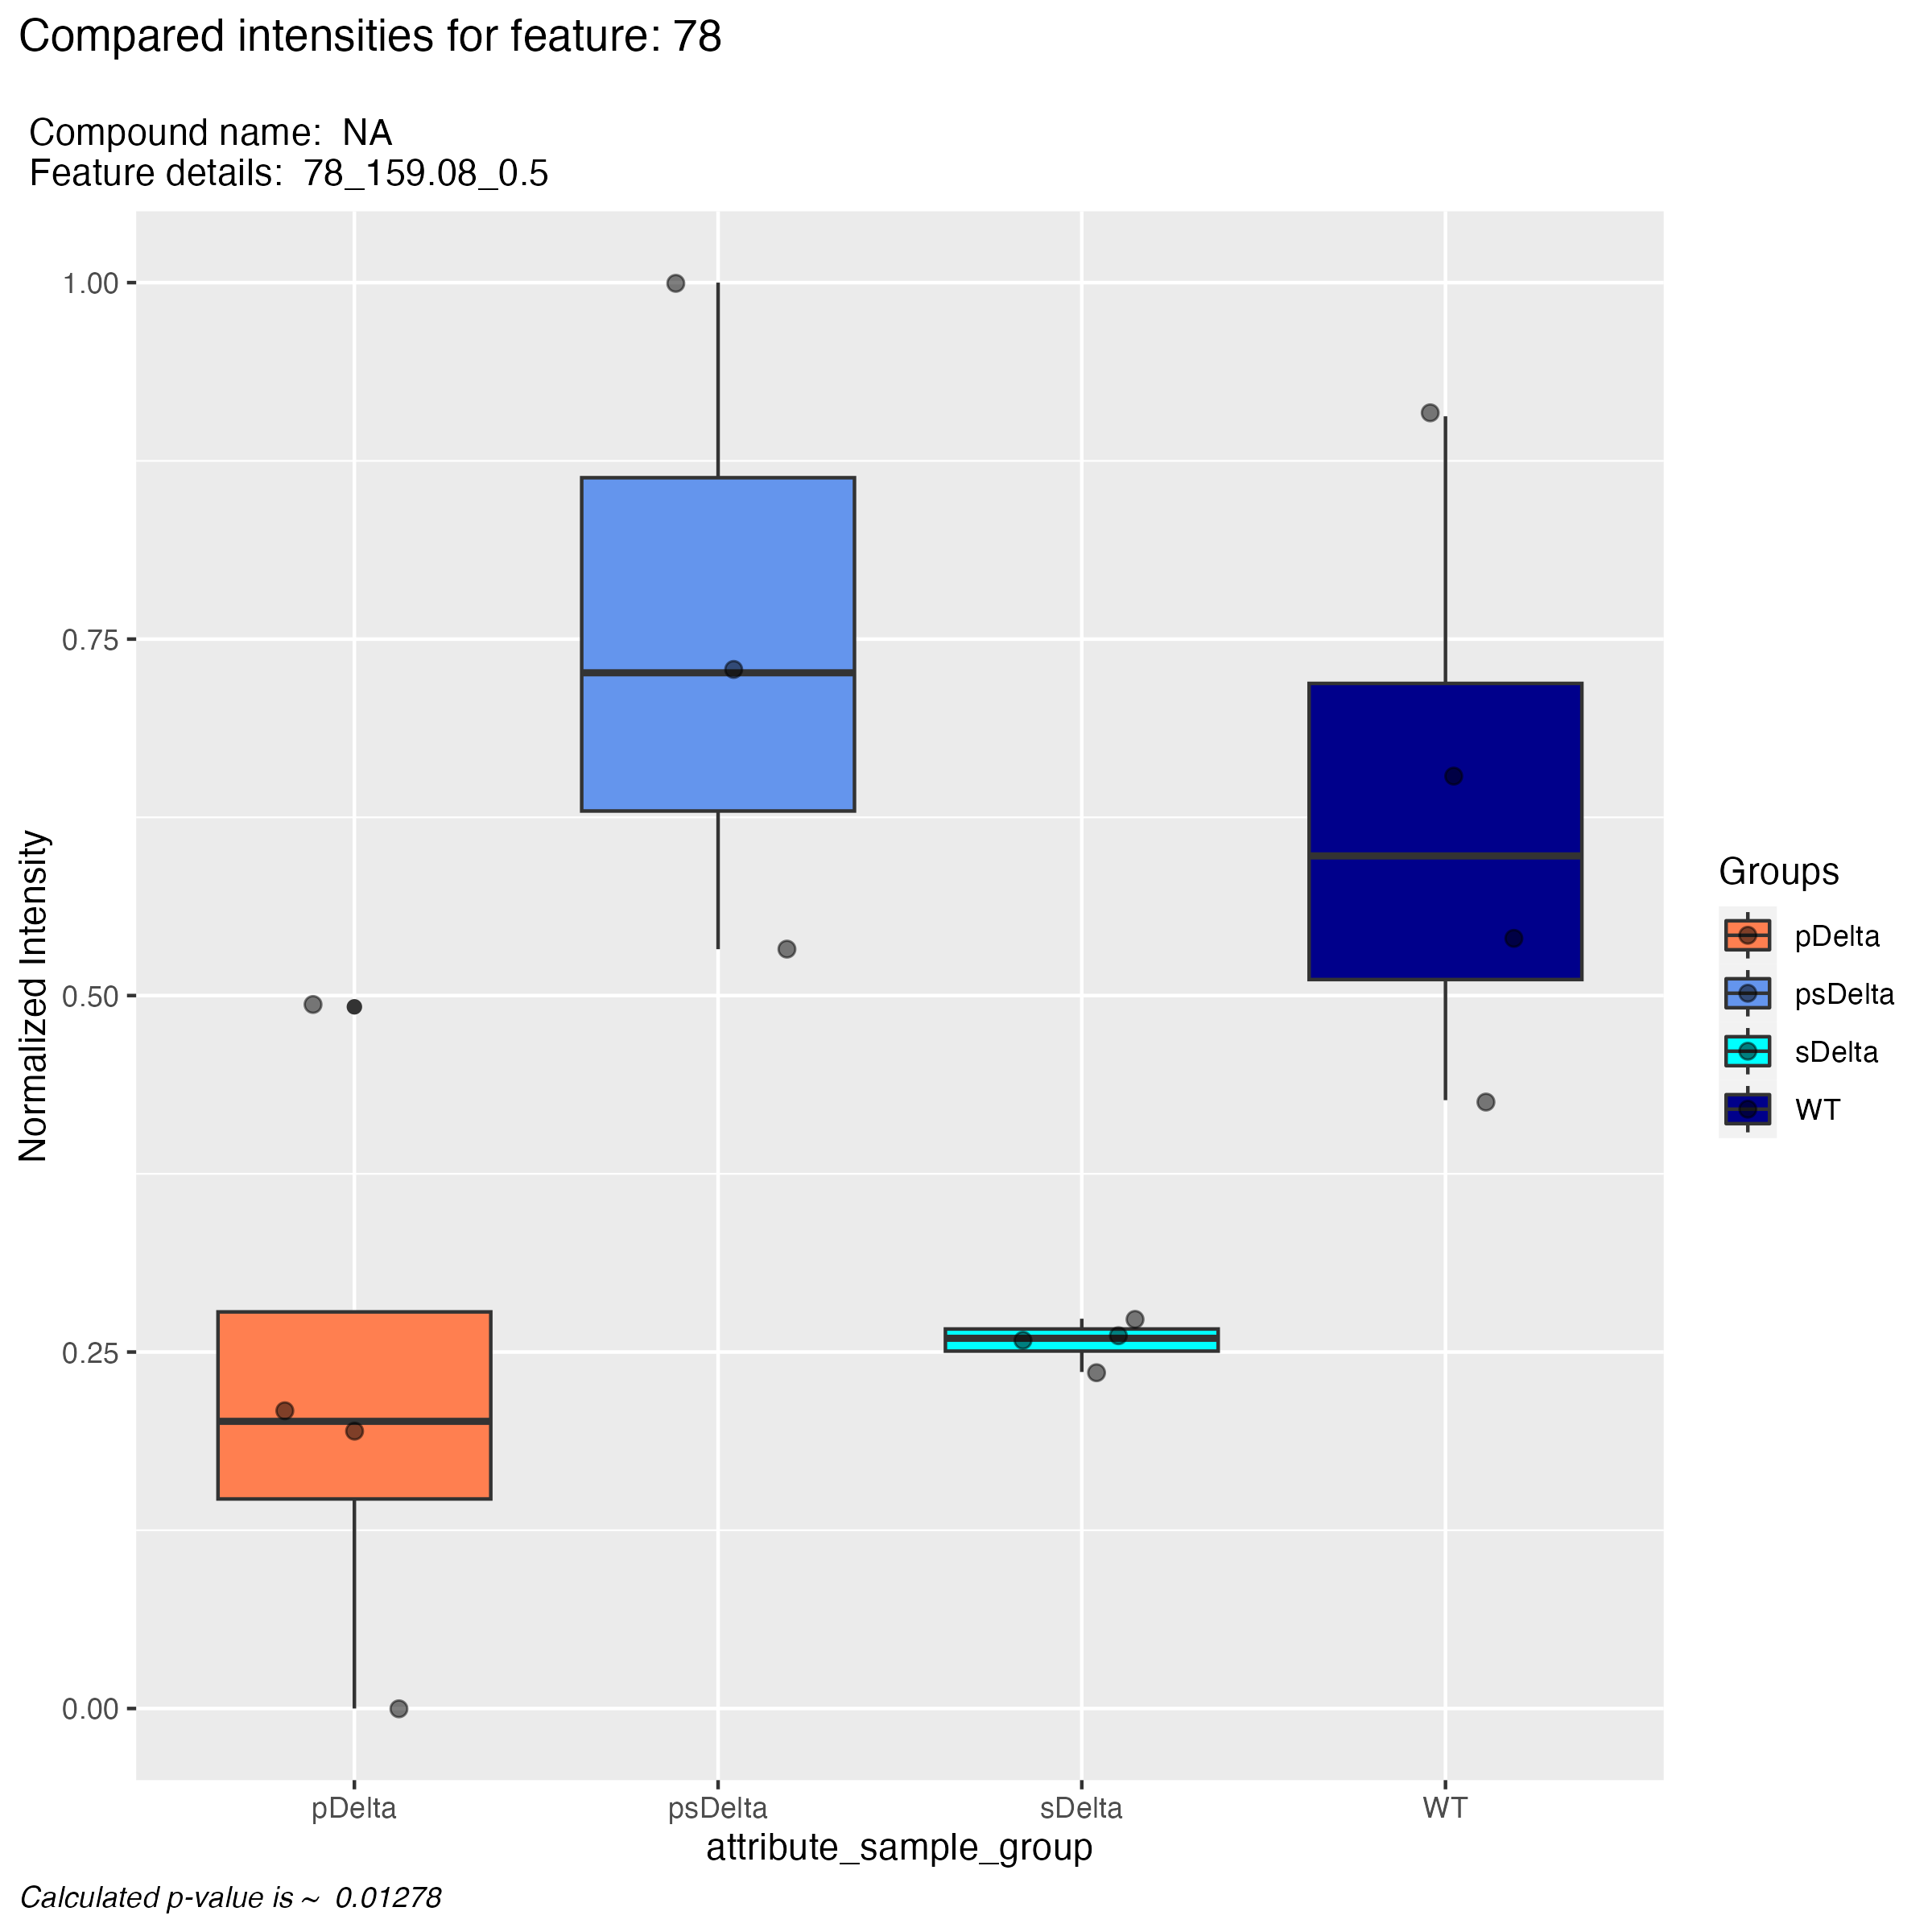 Compared intensities for feature: 78
Compound name:  NA
Feature details:  78_159.08_0.5
Normalized Intensity
1.00
0.75
0.50
0.25
0.00
pDelta
psDelta
sDelta
WT
attribute_sample_group
Groups
pDelta
psDelta
sDelta
WT
Calculated p-value is ~  0.01278